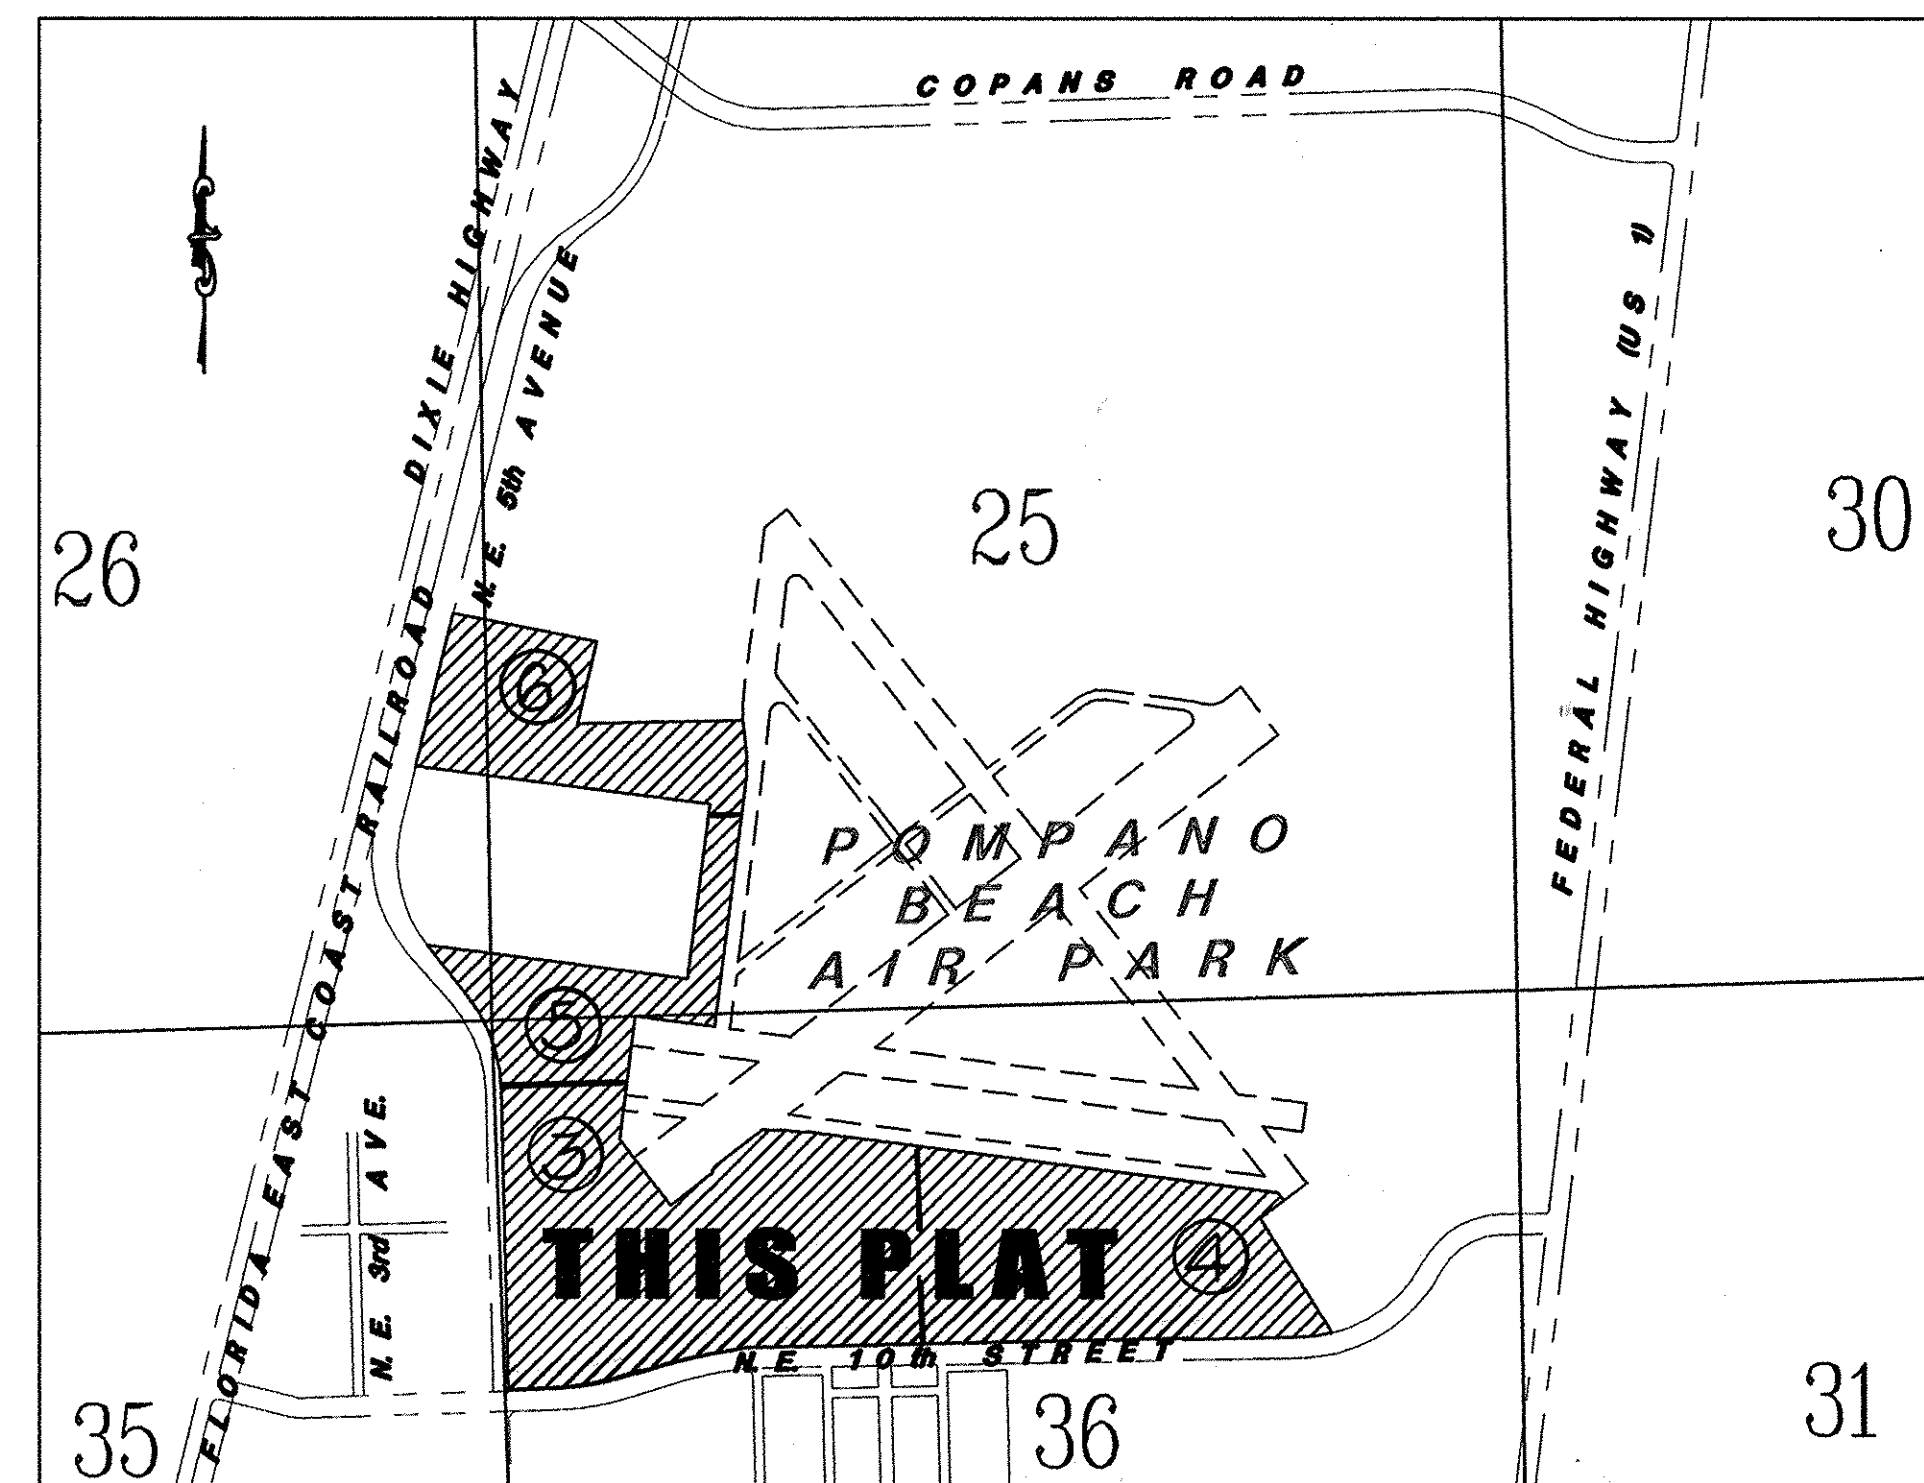 COPANS ROAD
DIXIE HIGHWAY
N.E. 5th AVENUE
FEDERAL HIGHWAY (US 1)
25
30
26
6
FLORIDA EAST COAST RAILROAD
POMPANO
BEACH
AIR PARK
5
3
N.E. 3rd AVE.
THIS PLAT
4
N.E. 10th STREET
35
36
31